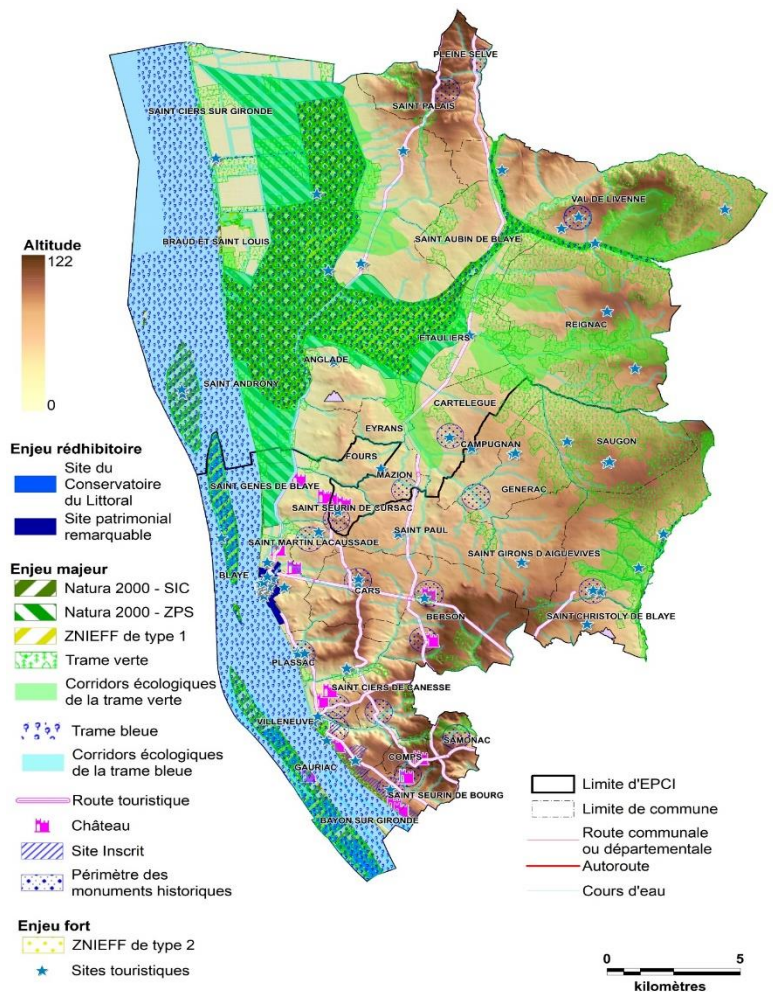 PLEINE SELVE
SAINT PALAIS
SAINT CIERS SUR GIRONDE
VAL DE LIVENNE
SAINT AUBIN DE BLAYE
BRAUD ET SAINT LOUIS
REIGNAC
ETAULIERS
ANGLADE
SAINT ANDRONY
CARTELEGUE
EYRANS
CAMPUGNAN
SAUGON
FOURS
MAZION
SAINT GENES DE BLAYE
GENERAC
SAINT SEURIN DE CURSAC
SAINT PAUL
SAINT MARTIN LACAUSSADE
SAINT GIRONS D'AIGUEVIVES
BLAYE
CARS
BERSON
SAINT CHRISTOLY DE BLAYE
PLASSAC
SAINT CIERS DE CANESSE
VILLENEUVE
SAMONAC
COMPS
GAURIAC
SAINT SEURIN DE BOURG
BAYON SUR GIRONDE
Altitude
122
0
Enjeu rédhibitoire
Site du
Conservatoire
du Littoral
Site patrimonial
remarquable
Enjeu majeur
Natura 2000 - SIC
Natura 2000 - ZPS
ZNIEFF de type 1
Trame verte
Corridors écologiques
de la trame verte
Trame bleue
Corridors écologiques
de la trame bleue
Route touristique
Château
Site Inscrit
Périmètre des
monuments historiques
Enjeu fort
ZNIEFF de type 2
Sites touristiques
Limite d'EPCI
Limite de commune
Route communale
ou départementale
Autoroute
Cours d'eau
0 5
kilomètres